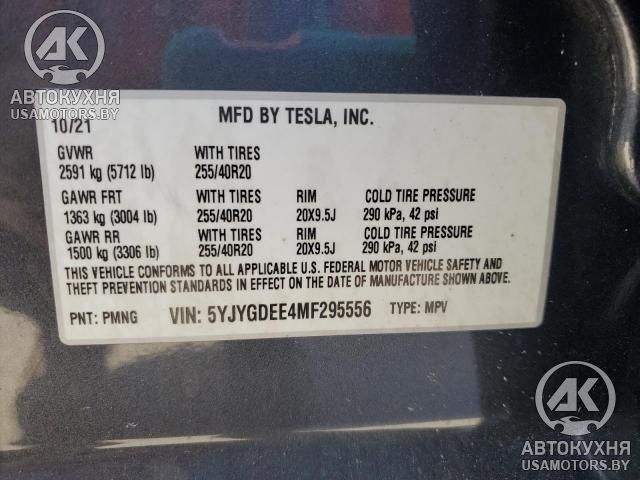 AK
АВТОКУХНЯ
USAMOTORS.BY
10/21
MFD BY TESLA, INC.
GVWR WITH TIRES
2591 kg (5712 lb) 255/40R20
GAWR FRT WITH TIRES RIM COLD TIRE PRESSURE
1363 kg (3004 lb) 255/40R20 20X9.5J 290 kPa, 42 psi
GAWR RR WITH TIRES RIM COLD TIRE PRESSURE
1500 kg (3306 lb) 255/40R20 20X9.5J 290 kPa, 42 psi
THIS VEHICLE CONFORMS TO ALL APPLICABLE U.S. FEDERAL MOTOR VEHICLE SAFETY AND
THEFT PREVENTION STANDARDS IN EFFECT ON THE DATE OF MANUFACTURE SHOWN ABOVE.
PNT: PMNG VIN: 5YJYGDEE4MF295556 TYPE: MPV
AK
АВТОКУХНЯ
USAMOTORS.BY